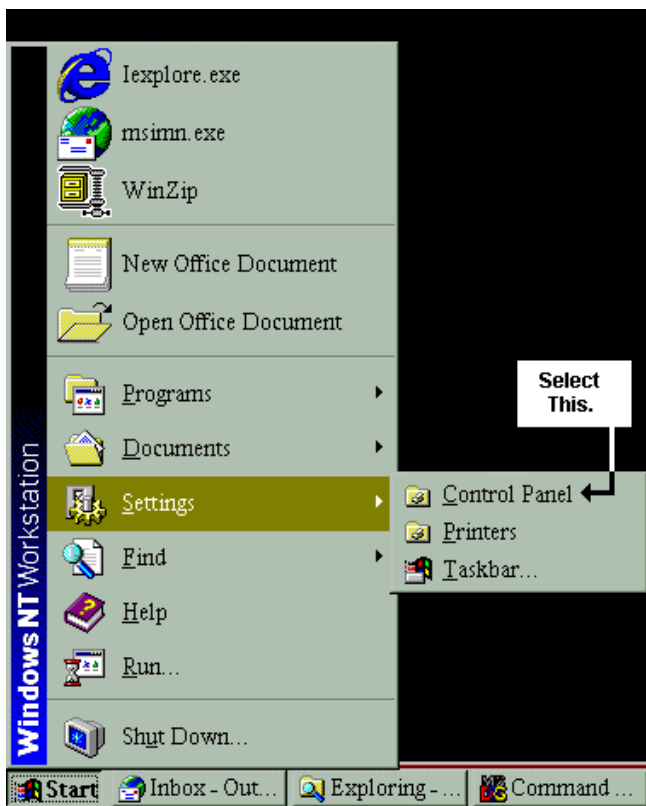 Iexplore.exe
msimn.exe
WinZip
New Office Document
Open Office Document
Programs
Documents
Settings
Find
Help
Run...
Shut Down...
Windows NT Workstation
Select
This.
Control Panel
Printers
Taskbar...
Start
Inbox - Out...
Exploring - ...
Command ...